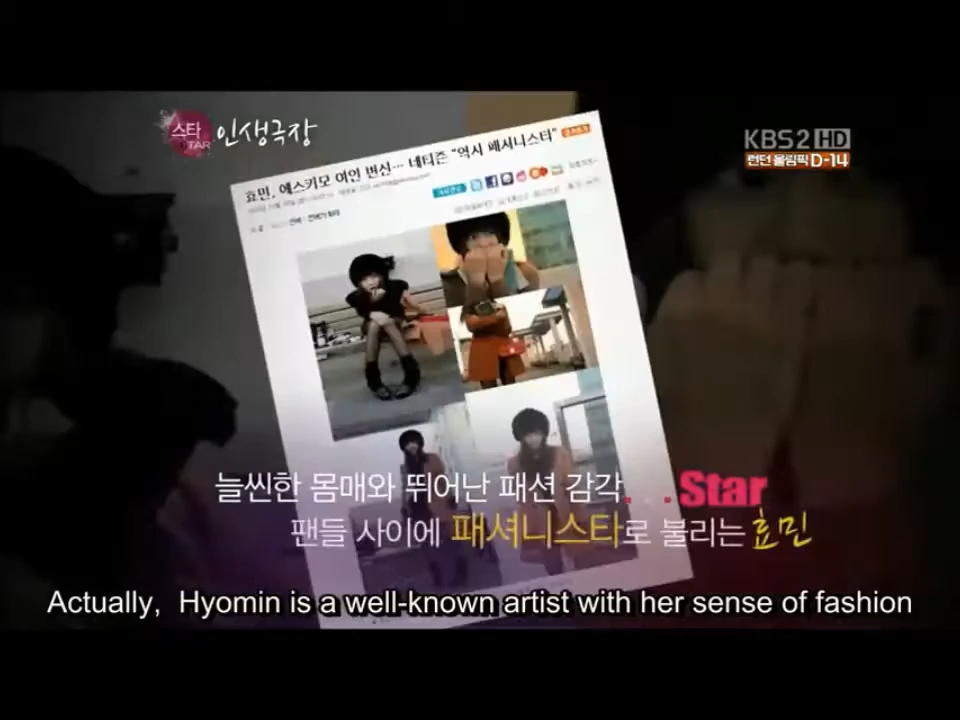 스타
STAR
인생극장
KBS2 HD
런던 올림픽 D-14
효민, 에스키모 여인 변신… 네티즌 "역시 패셔니스타"
늘씬한 몸매와 뛰어난 패션 감각. . . Star
팬들 사이에 패셔니스타로 불리는 효민
Actually, Hyomin is a well-known artist with her sense of fashion